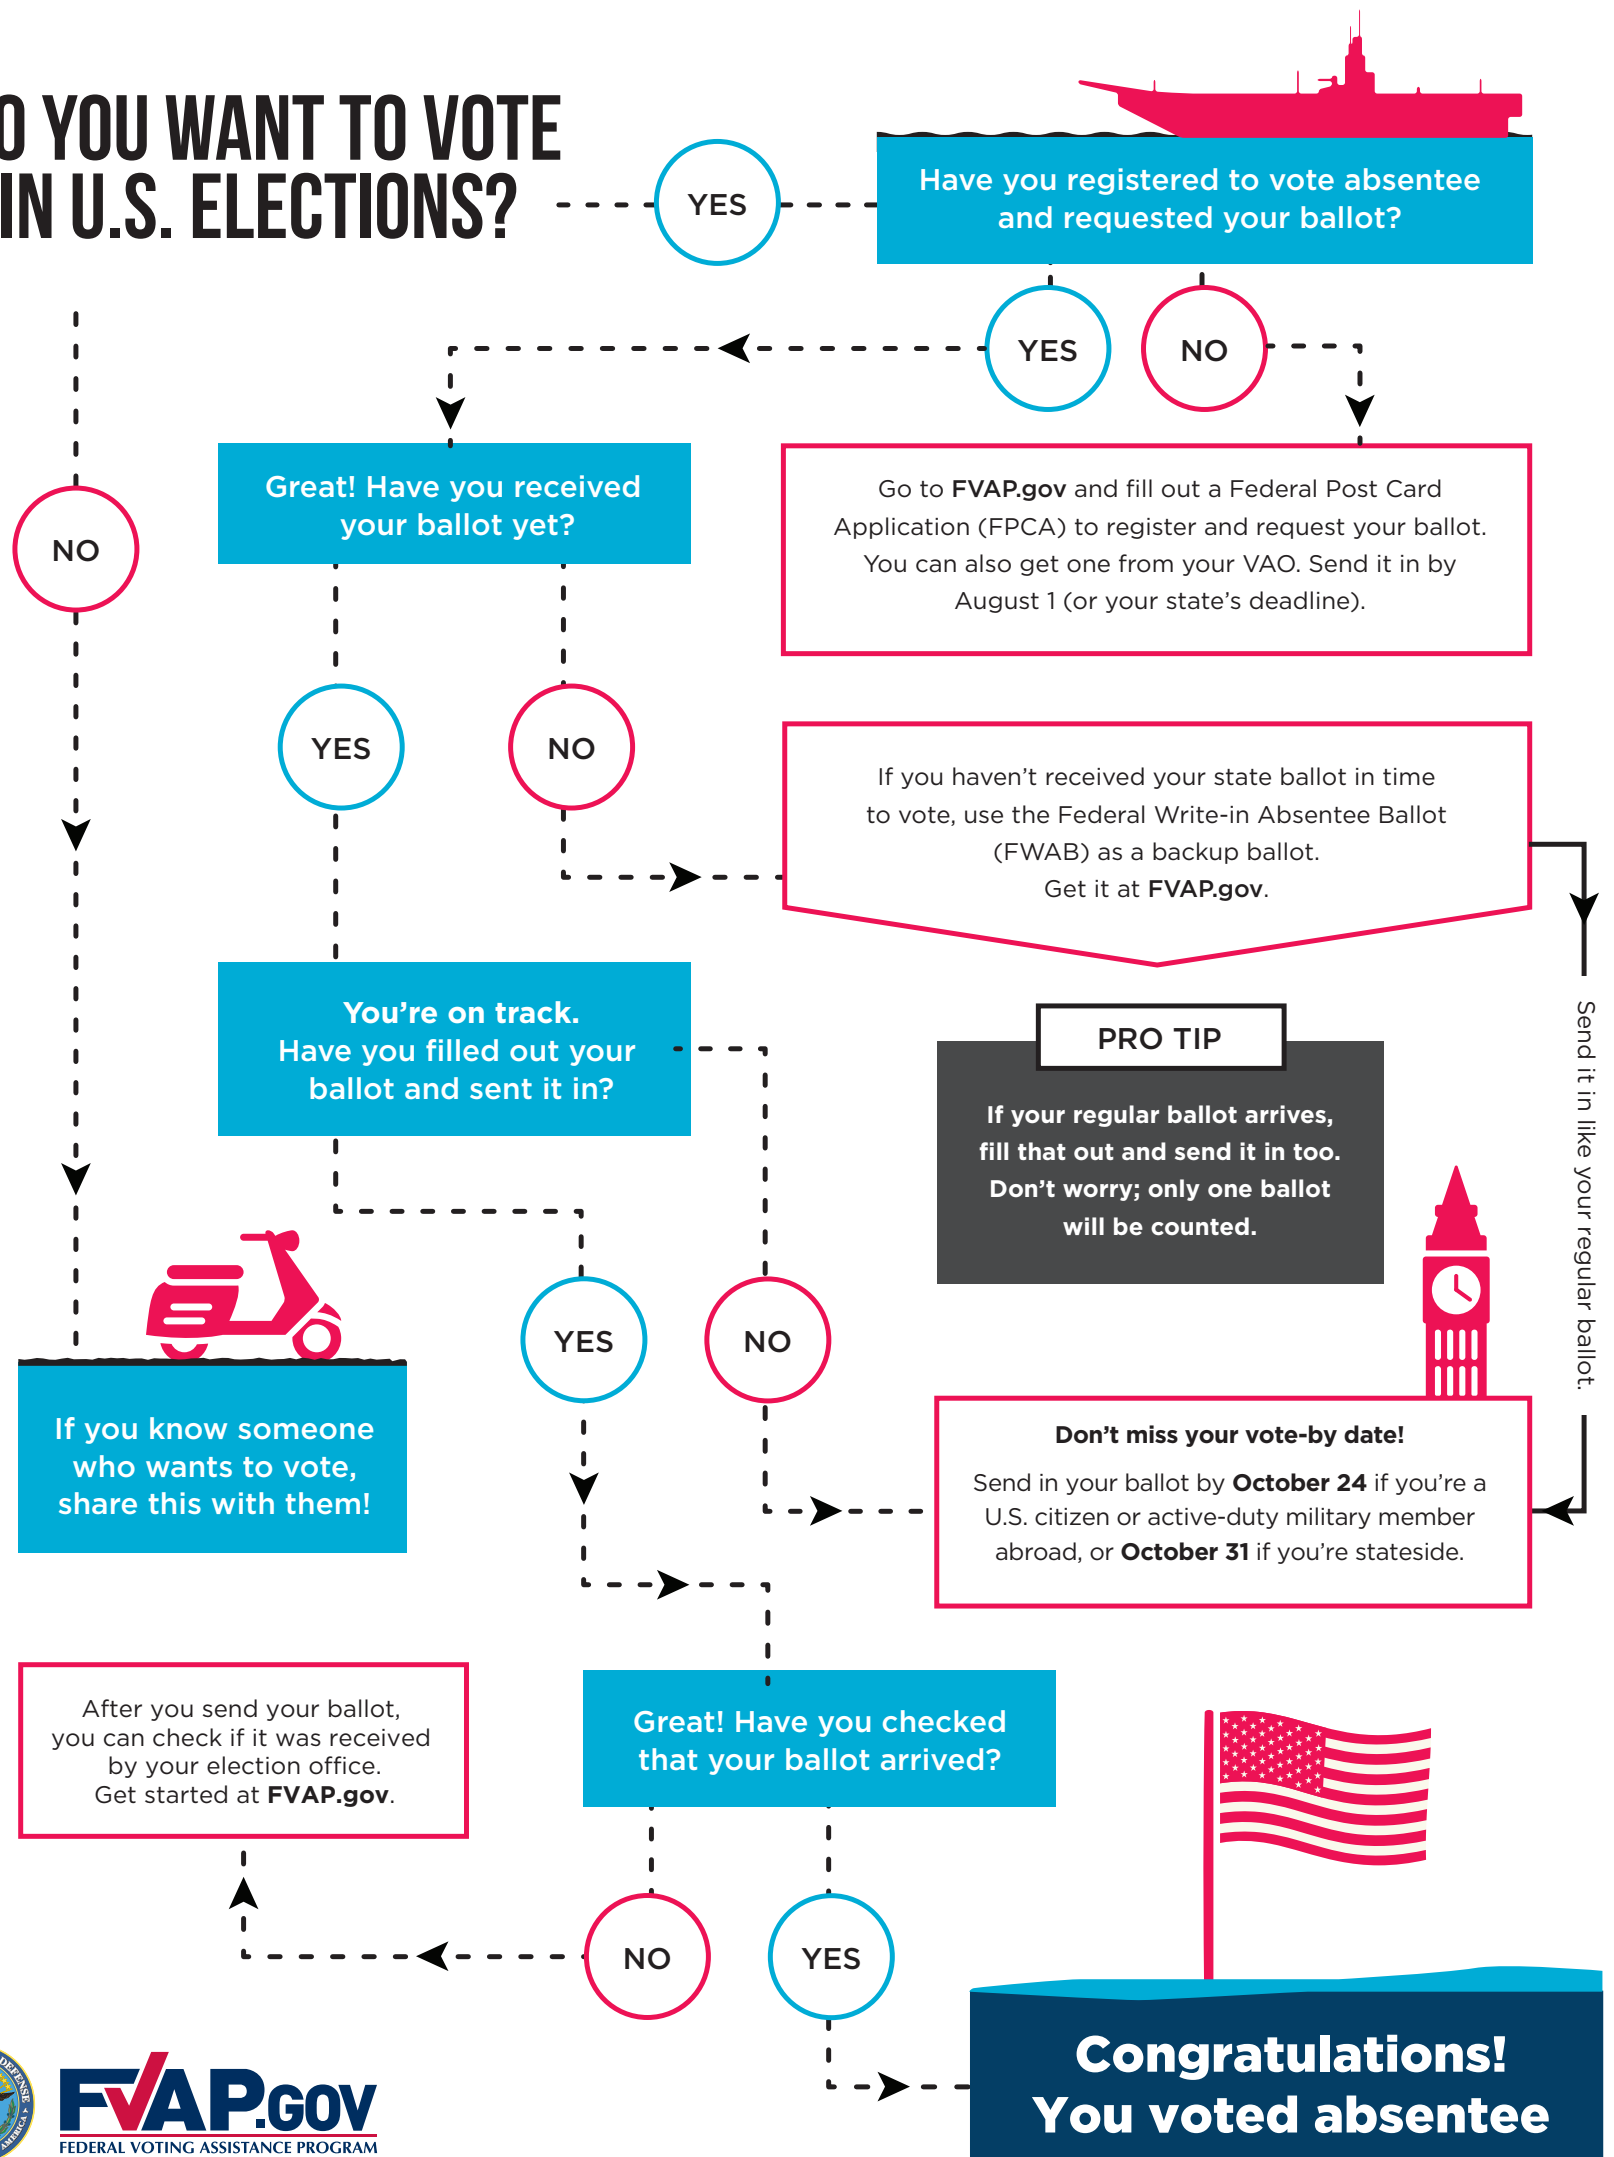 O YOU WANT TO VOTE
IN U.S. ELECTIONS?
YES
Have you registered to vote absentee
and requested your ballot?
YES
NO
Great! Have you received
your ballot yet?
Go to FVAP.gov and fill out a Federal Post Card
Application (FPCA) to register and request your ballot.
You can also get one from your VAO. Send it in by
August 1 (or your state’s deadline).
NO
YES
NO
If you haven’t received your state ballot in time
to vote, use the Federal Write-in Absentee Ballot
(FWAB) as a backup ballot.
Get it at FVAP.gov.
You’re on track.
Have you filled out your
ballot and sent it in?
PRO TIP
If your regular ballot arrives,
fill that out and send it in too.
Don’t worry; only one ballot
will be counted.
Send it in like your regular ballot.
YES
NO
If you know someone
who wants to vote,
share this with them!
Don’t miss your vote-by date!
Send in your ballot by October 24 if you’re a
U.S. citizen or active-duty military member
abroad, or October 31 if you’re stateside.
After you send your ballot,
you can check if it was received
by your election office.
Get started at FVAP.gov.
Great! Have you checked
that your ballot arrived?
NO
YES
Congratulations!
You voted absentee
DEFENSE
AMERICA
FVAP.GOV
FEDERAL VOTING ASSISTANCE PROGRAM